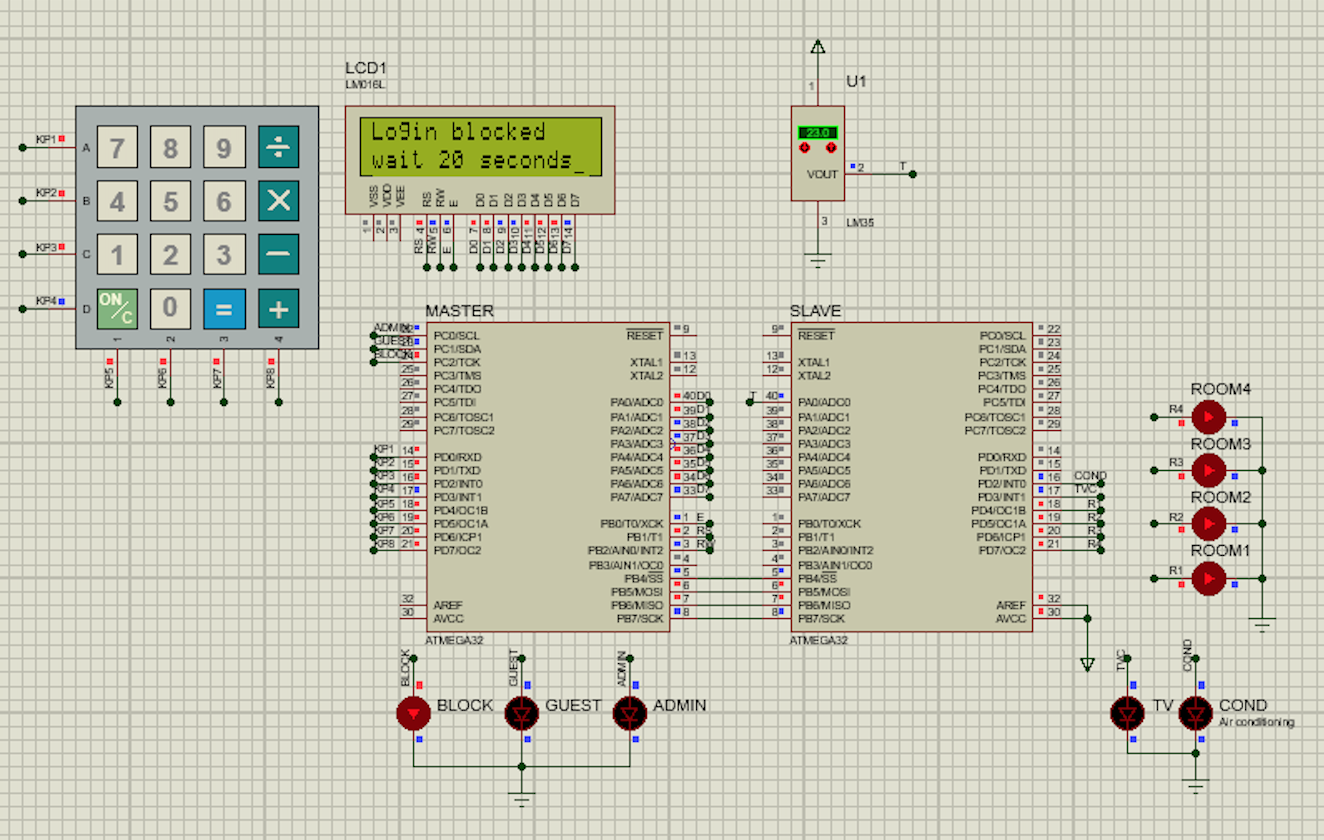 LCD1
LM016L
Login blocked
wait 20 seconds_
VSS
VDD
VEE
RS
RW
E
D0
D1
D2
D3
D4
D5
D6
D7
1
2
3
RS 4
RW 5
E 6
D0 7
D1 8
D2 9
D310
D411
D512
D613
D714
KP1
KP2
KP3
KP4
A
B
C
D
7 8 9 ÷
4 5 6 ×
1 2 3 −
ON/C 0 = +
1 2 3 4
KP5
KP6
KP7
KP8
U1
1
23.0
VOUT
2
T
3
LM35
MASTER
ADMIN
GUEST
BLOCK
22 PC0/SCL
23 PC1/SDA
24 PC2/TCK
25 PC3/TMS
26 PC4/TDO
27 PC5/TDI
28 PC6/TOSC1
29 PC7/TOSC2
KP1 14 PD0/RXD
KP2 15 PD1/TXD
KP3 16 PD2/INT0
KP4 17 PD3/INT1
KP5 18 PD4/OC1B
KP6 19 PD5/OC1A
KP7 20 PD6/ICP1
KP8 21 PD7/OC2
32 AREF
30 AVCC
RESET 9
XTAL1 13
XTAL2 12
PA0/ADC0 40 D0
PA1/ADC1 39 D1
PA2/ADC2 38 D2
PA3/ADC3 37 D3
PA4/ADC4 36 D4
PA5/ADC5 35 D5
PA6/ADC6 34 D6
PA7/ADC7 33 D7
PB0/T0/XCK 1 E
PB1/T1 2 RS
PB2/AIN0/INT2 3 RW
PB3/AIN1/OC0 4
PB4/SS 5
PB5/MOSI 6
PB6/MISO 7
PB7/SCK 8
ATMEGA32
SLAVE
9 RESET
13 XTAL1
12 XTAL2
T 40 PA0/ADC0
39 PA1/ADC1
38 PA2/ADC2
37 PA3/ADC3
36 PA4/ADC4
35 PA5/ADC5
34 PA6/ADC6
33 PA7/ADC7
1 PB0/T0/XCK
2 PB1/T1
3 PB2/AIN0/INT2
4 PB3/AIN1/OC0
5 PB4/SS
6 PB5/MOSI
7 PB6/MISO
8 PB7/SCK
PC0/SCL 22
PC1/SDA 23
PC2/TCK 24
PC3/TMS 25
PC4/TDO 26
PC5/TDI 27
PC6/TOSC1 28
PC7/TOSC2 29
PD0/RXD 14
PD1/TXD 15
PD2/INT0 16 COND
PD3/INT1 17 TVC
PD4/OC1B 18 R1
PD5/OC1A 19 R2
PD6/ICP1 20 R3
PD7/OC2 21 R4
AREF 32
AVCC 30
ATMEGA32
ROOM4
R4
ROOM3
R3
ROOM2
R2
ROOM1
R1
BLOCK
BLOCK
GUEST
GUEST
ADMIN
ADMIN
TVC
TV
COND
COND
Air conditioning